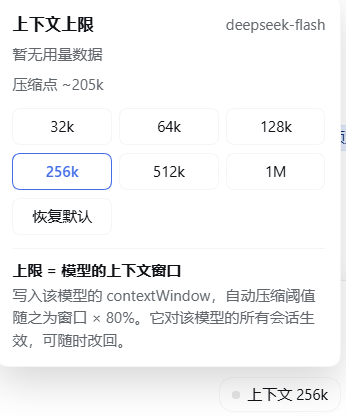 上下文上限 deepseek-flash
暂无用量数据
压缩点 ~205k
32k 64k 128k
256k 512k 1M
恢复默认
上限 = 模型的上下文窗口
写入该模型的 contextWindow，自动压缩阈值
随之为窗口 × 80%。它对该模型的所有会话生
效，可随时改回。
上下文 256k